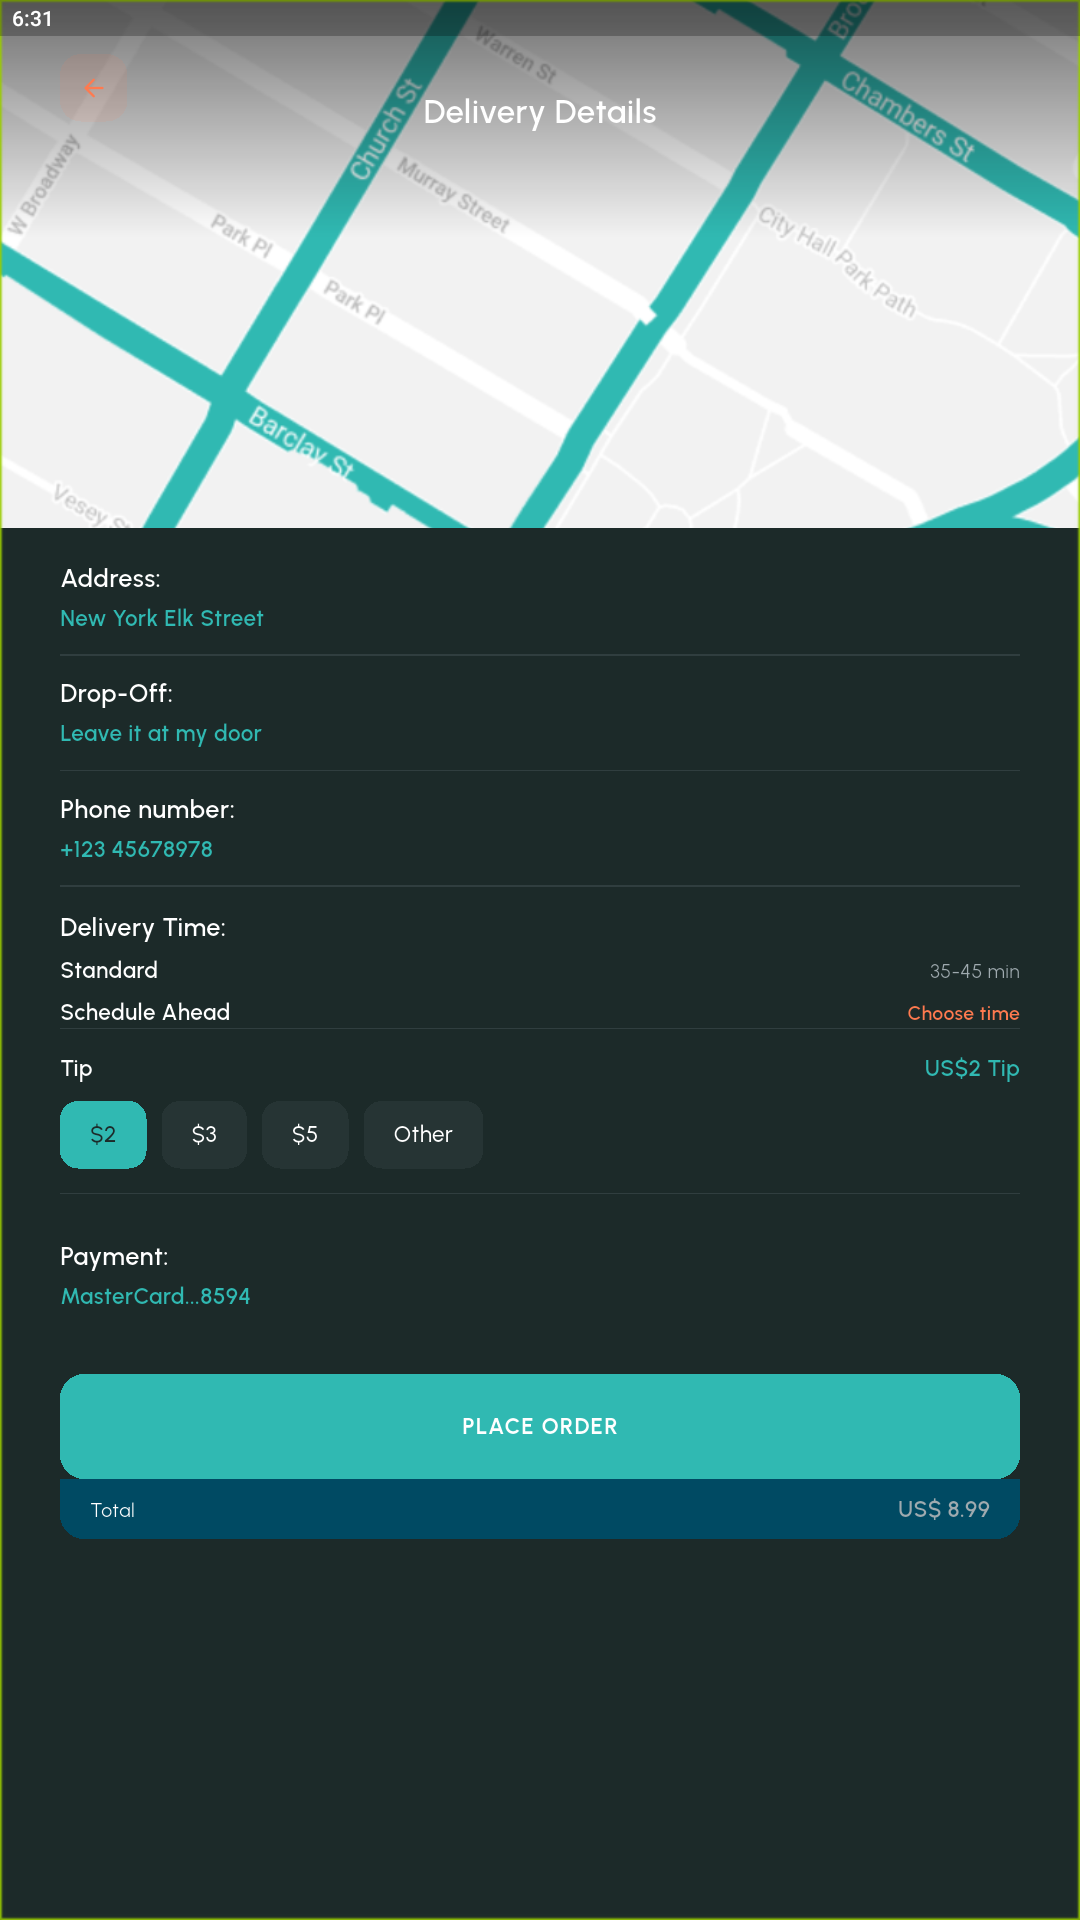 6:31
Delivery Details
Warren St
Church St
Chambers St
W Broadway
Murray Street
Park Pl
City Hall Park Path
Park Pl
Barclay St
Address:
New York Elk Street
Drop-Off:
Leave it at my door
Phone number:
+123 45678978
Delivery Time:
Standard 35-45 min
Schedule Ahead Choose time
Tip US$2 Tip
$2 $3 $5 Other
Payment:
MasterCard...8594
PLACE ORDER
Total US$ 8.99